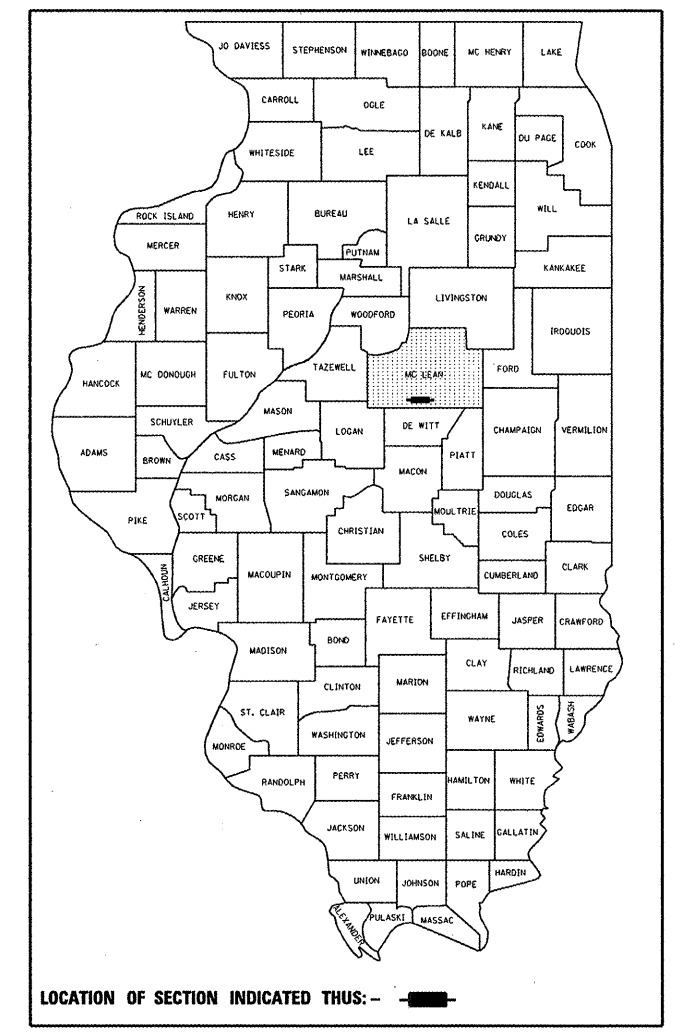 JO DAVIESS
STEPHENSON
WINNEBAGO
BOONE
MC HENRY
LAKE
CARROLL
OGLE
DE KALB
KANE
DU PAGE
COOK
WHITESIDE
LEE
KENDALL
WILL
ROCK ISLAND
HENRY
BUREAU
LA SALLE
GRUNDY
MERCER
PUTNAM
STARK
MARSHALL
KANKAKEE
HENDERSON
WARREN
KNOX
PEORIA
WOODFORD
LIVINGSTON
IROQUOIS
HANCOCK
MC DONOUGH
FULTON
TAZEWELL
MC LEAN
FORD
SCHUYLER
MASON
LOGAN
DE WITT
CHAMPAIGN
VERMILION
ADAMS
BROWN
CASS
MENARD
MACON
PIATT
PIKE
SCOTT
MORGAN
SANGAMON
CHRISTIAN
MOULTRIE
DOUGLAS
EDGAR
COLES
CALHOUN
GREENE
MACOUPIN
MONTGOMERY
SHELBY
CUMBERLAND
CLARK
JERSEY
BOND
FAYETTE
EFFINGHAM
JASPER
CRAWFORD
MADISON
CLINTON
MARION
CLAY
RICHLAND
LAWRENCE
ST. CLAIR
WASHINGTON
JEFFERSON
WAYNE
EDWARDS
WABASH
MONROE
RANDOLPH
PERRY
FRANKLIN
HAMILTON
WHITE
JACKSON
WILLIAMSON
SALINE
GALLATIN
UNION
JOHNSON
POPE
HARDIN
ALEXANDER
PULASKI
MASSAC
LOCATION OF SECTION INDICATED THUS: -